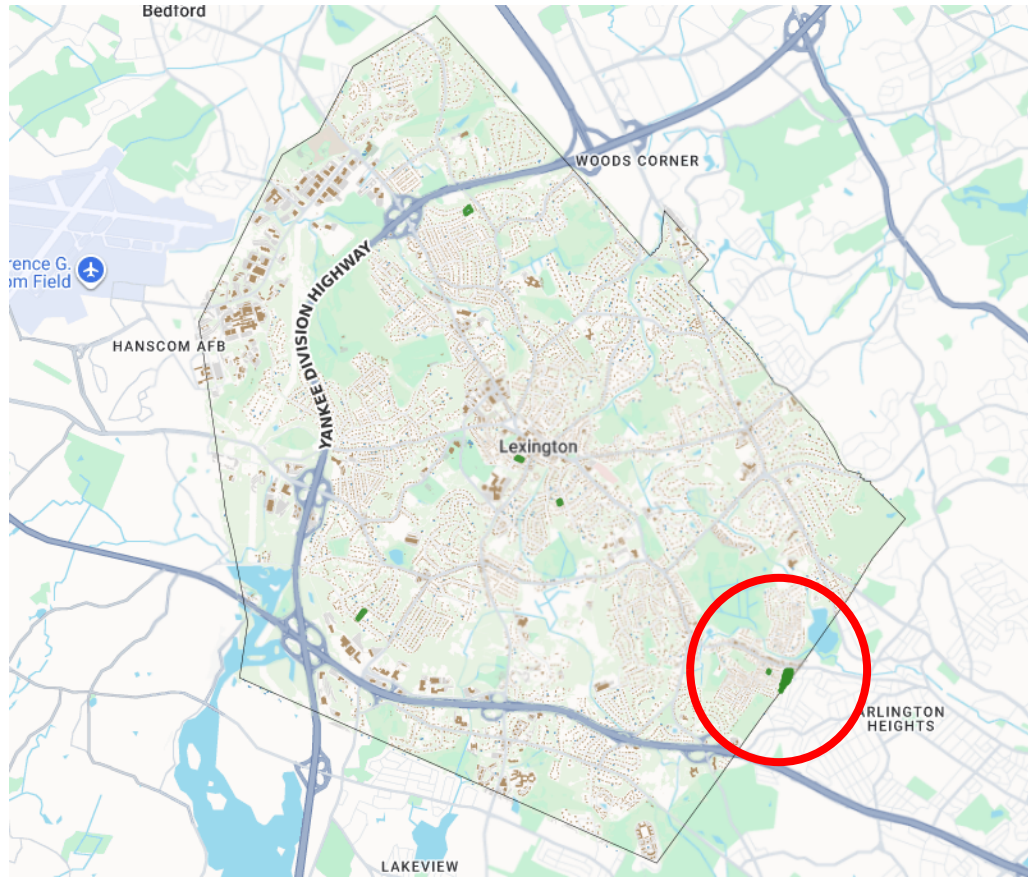 Bedford
WOODS CORNER
rence G.
om Field
YANKEE DIVISION HIGHWAY
HANSCOM AFB
Lexington
ARLINGTON
HEIGHTS
LAKEVIEW